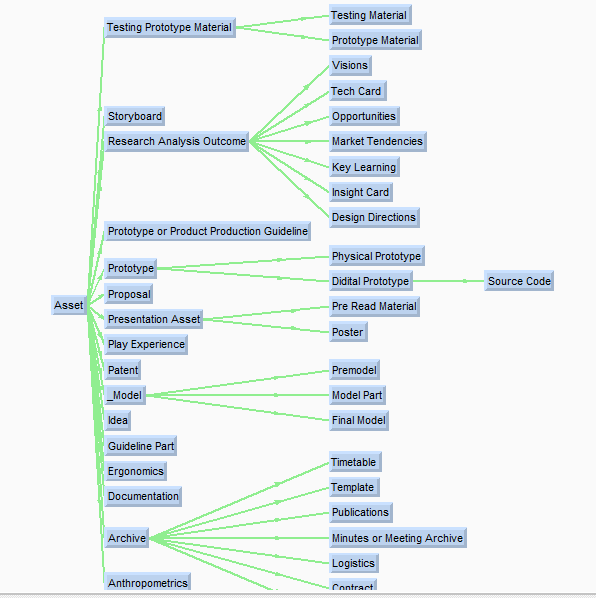 Testing Prototype Material
Testing Material
Prototype Material
Visions
Tech Card
Storyboard
Opportunities
Research Analysis Outcome
Market Tendencies
Key Learning
Insight Card
Design Directions
Prototype or Product Production Guideline
Physical Prototype
Prototype
Didital Prototype
Source Code
Proposal
Asset
Pre Read Material
Presentation Asset
Poster
Play Experience
Patent
Premodel
_Model
Model Part
Idea
Final Model
Guideline Part
Timetable
Ergonomics
Template
Documentation
Publications
Archive
Minutes or Meeting Archive
Logistics
Anthropometrics
Contract